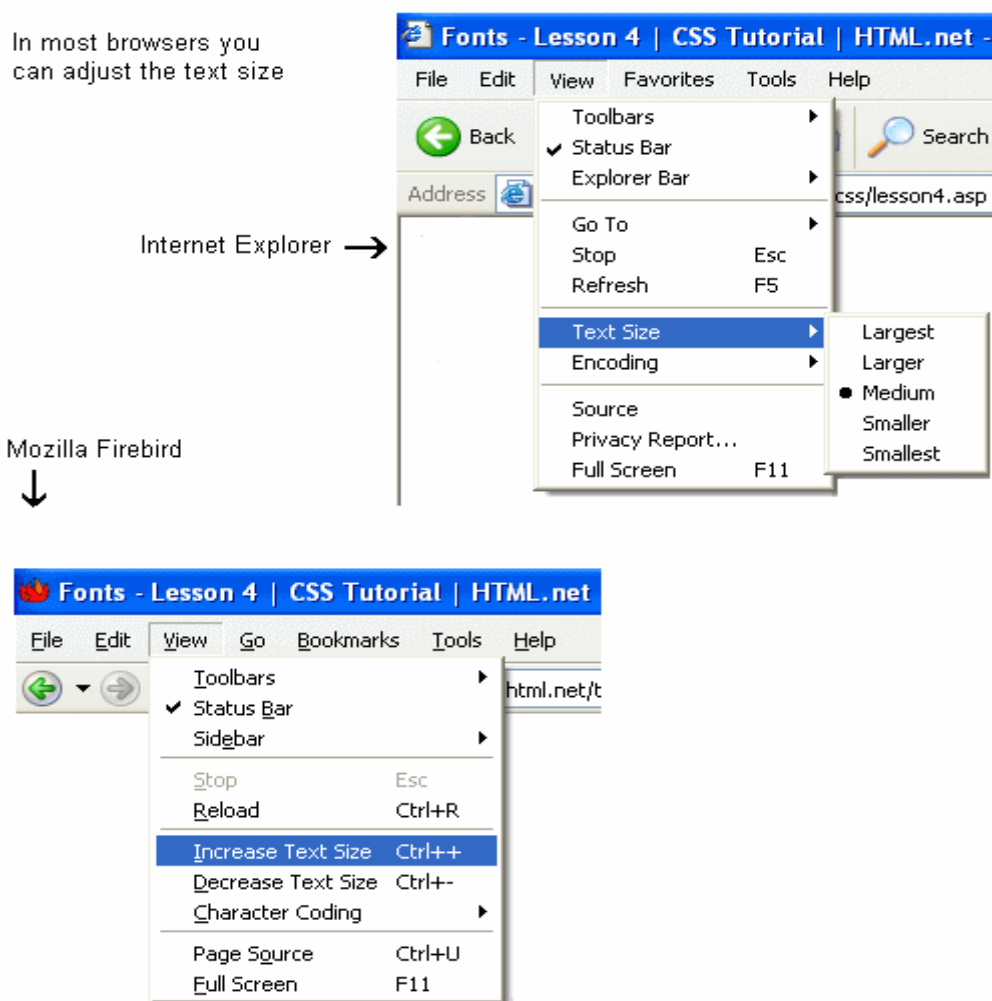 In most browsers you
can adjust the text size
Fonts - Lesson 4 | CSS Tutorial | HTML.net -
File Edit View Favorites Tools Help
Back
Search
Address
css/lesson4.asp
Toolbars
Status Bar
Explorer Bar
Go To
Stop Esc
Refresh F5
Text Size
Encoding
Source
Privacy Report...
Full Screen F11
Largest
Larger
Medium
Smaller
Smallest
Internet Explorer
Mozilla Firebird
Fonts - Lesson 4 | CSS Tutorial | HTML.net
File Edit View Go Bookmarks Tools Help
html.net/t
Toolbars
Status Bar
Sidebar
Stop Esc
Reload Ctrl+R
Increase Text Size Ctrl++
Decrease Text Size Ctrl+-
Character Coding
Page Source Ctrl+U
Full Screen F11